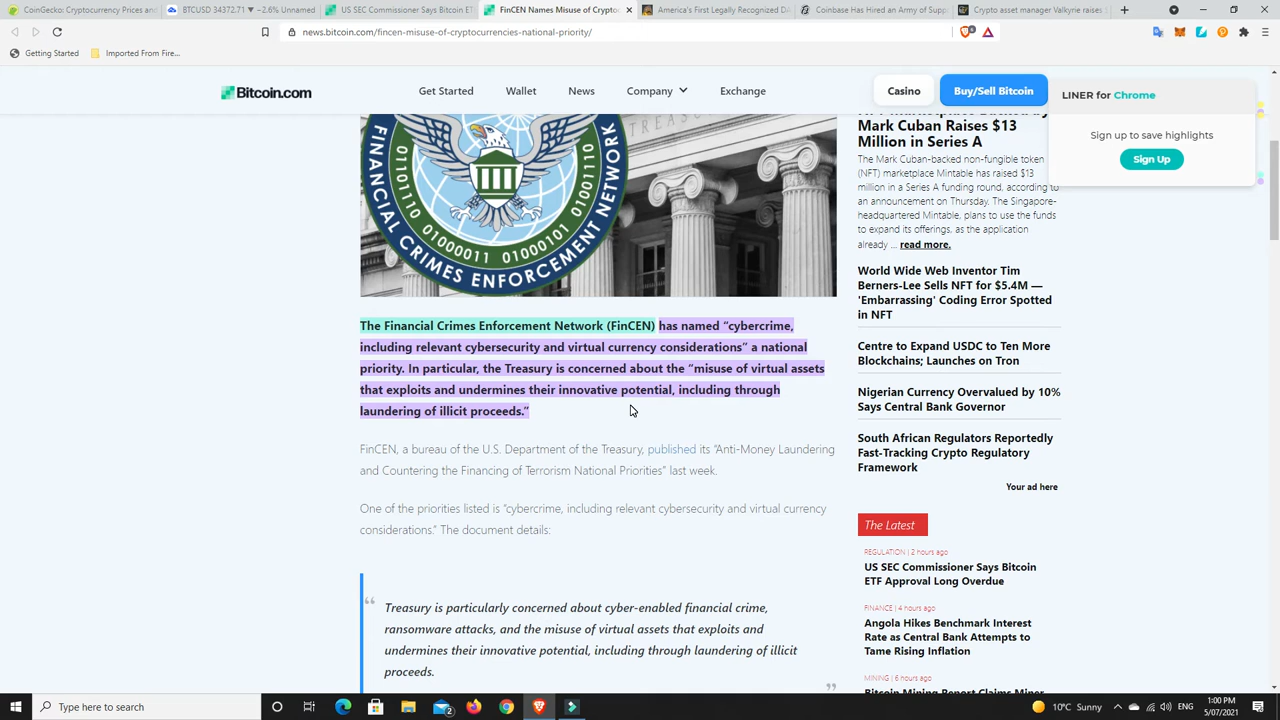 CoinGecko: Cryptocurrency Prices and
BTCUSD 34372.71 ▼ −2.6% Unnamed
US SEC Commissioner Says Bitcoin ET
FinCEN Names Misuse of Cryptoc
America's First Legally Recognized DA
Coinbase Has Hired an Army of Supp
Crypto asset manager Valkyrie raises
news.bitcoin.com/fincen-misuse-of-cryptocurrencies-national-priority/
Getting Started
Imported From Fire...
Bitcoin.com
Get Started
Wallet
News
Company
Exchange
Casino
Buy/Sell Bitcoin
LINER for Chrome
Sign up to save highlights
Sign Up
FINANCIAL CRIMES ENFORCEMENT NETWORK
TREASU
Mark Cuban Raises $13
Million in Series A
The Mark Cuban-backed non-fungible token
(NFT) marketplace Mintable has raised $13
million in a Series A funding round, according to
an announcement on Thursday. The Singapore-
headquartered Mintable, plans to use the funds
to expand its offerings, as the application
already ... read more.
World Wide Web Inventor Tim
Berners-Lee Sells NFT for $5.4M —
'Embarrassing' Coding Error Spotted
in NFT
Centre to Expand USDC to Ten More
Blockchains; Launches on Tron
Nigerian Currency Overvalued by 10%
Says Central Bank Governor
South African Regulators Reportedly
Fast-Tracking Crypto Regulatory
Framework
Your ad here
The Latest
REGULATION | 2 hours ago
US SEC Commissioner Says Bitcoin
ETF Approval Long Overdue
FINANCE | 4 hours ago
Angola Hikes Benchmark Interest
Rate as Central Bank Attempts to
Tame Rising Inflation
MINING | 6 hours ago
Bitcoin Mining Report Claims Miner
The Financial Crimes Enforcement Network (FinCEN) has named “cybercrime,
including relevant cybersecurity and virtual currency considerations” a national
priority. In particular, the Treasury is concerned about the “misuse of virtual assets
that exploits and undermines their innovative potential, including through
laundering of illicit proceeds.”
FinCEN, a bureau of the U.S. Department of the Treasury, published its “Anti-Money Laundering
and Countering the Financing of Terrorism National Priorities” last week.
One of the priorities listed is “cybercrime, including relevant cybersecurity and virtual currency
considerations.” The document details:
“ Treasury is particularly concerned about cyber-enabled financial crime,
ransomware attacks, and the misuse of virtual assets that exploits and
undermines their innovative potential, including through laundering of illicit
proceeds. ”
Type here to search
10°C Sunny
ENG
1:00 PM
5/07/2021